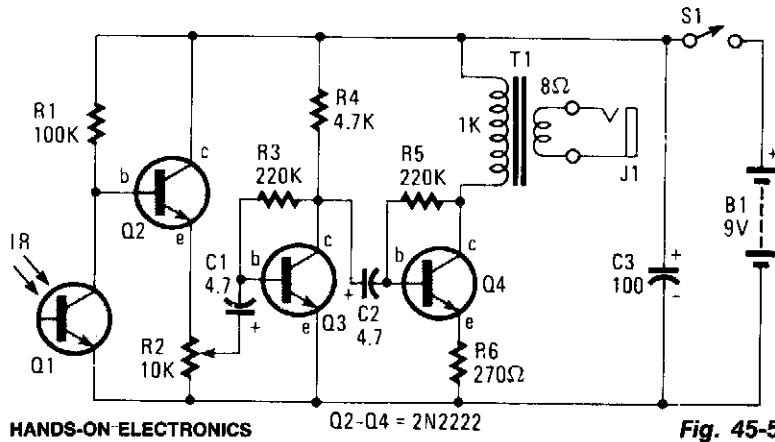 S1
T1
8Ω
1K
J1
+
B1
9V
R1
100K
R4
4.7K
R3
220K
R5
220K
b
c
e
Q2
IR
Q1
R2
10K
C1
4.7
+
b
c
e
Q3
+
C2
4.7
b
c
e
Q4
R6
270Ω
C3
100
+
-
Q2-Q4 = 2N2222
HANDS-ON ELECTRONICS
Fig. 45-5